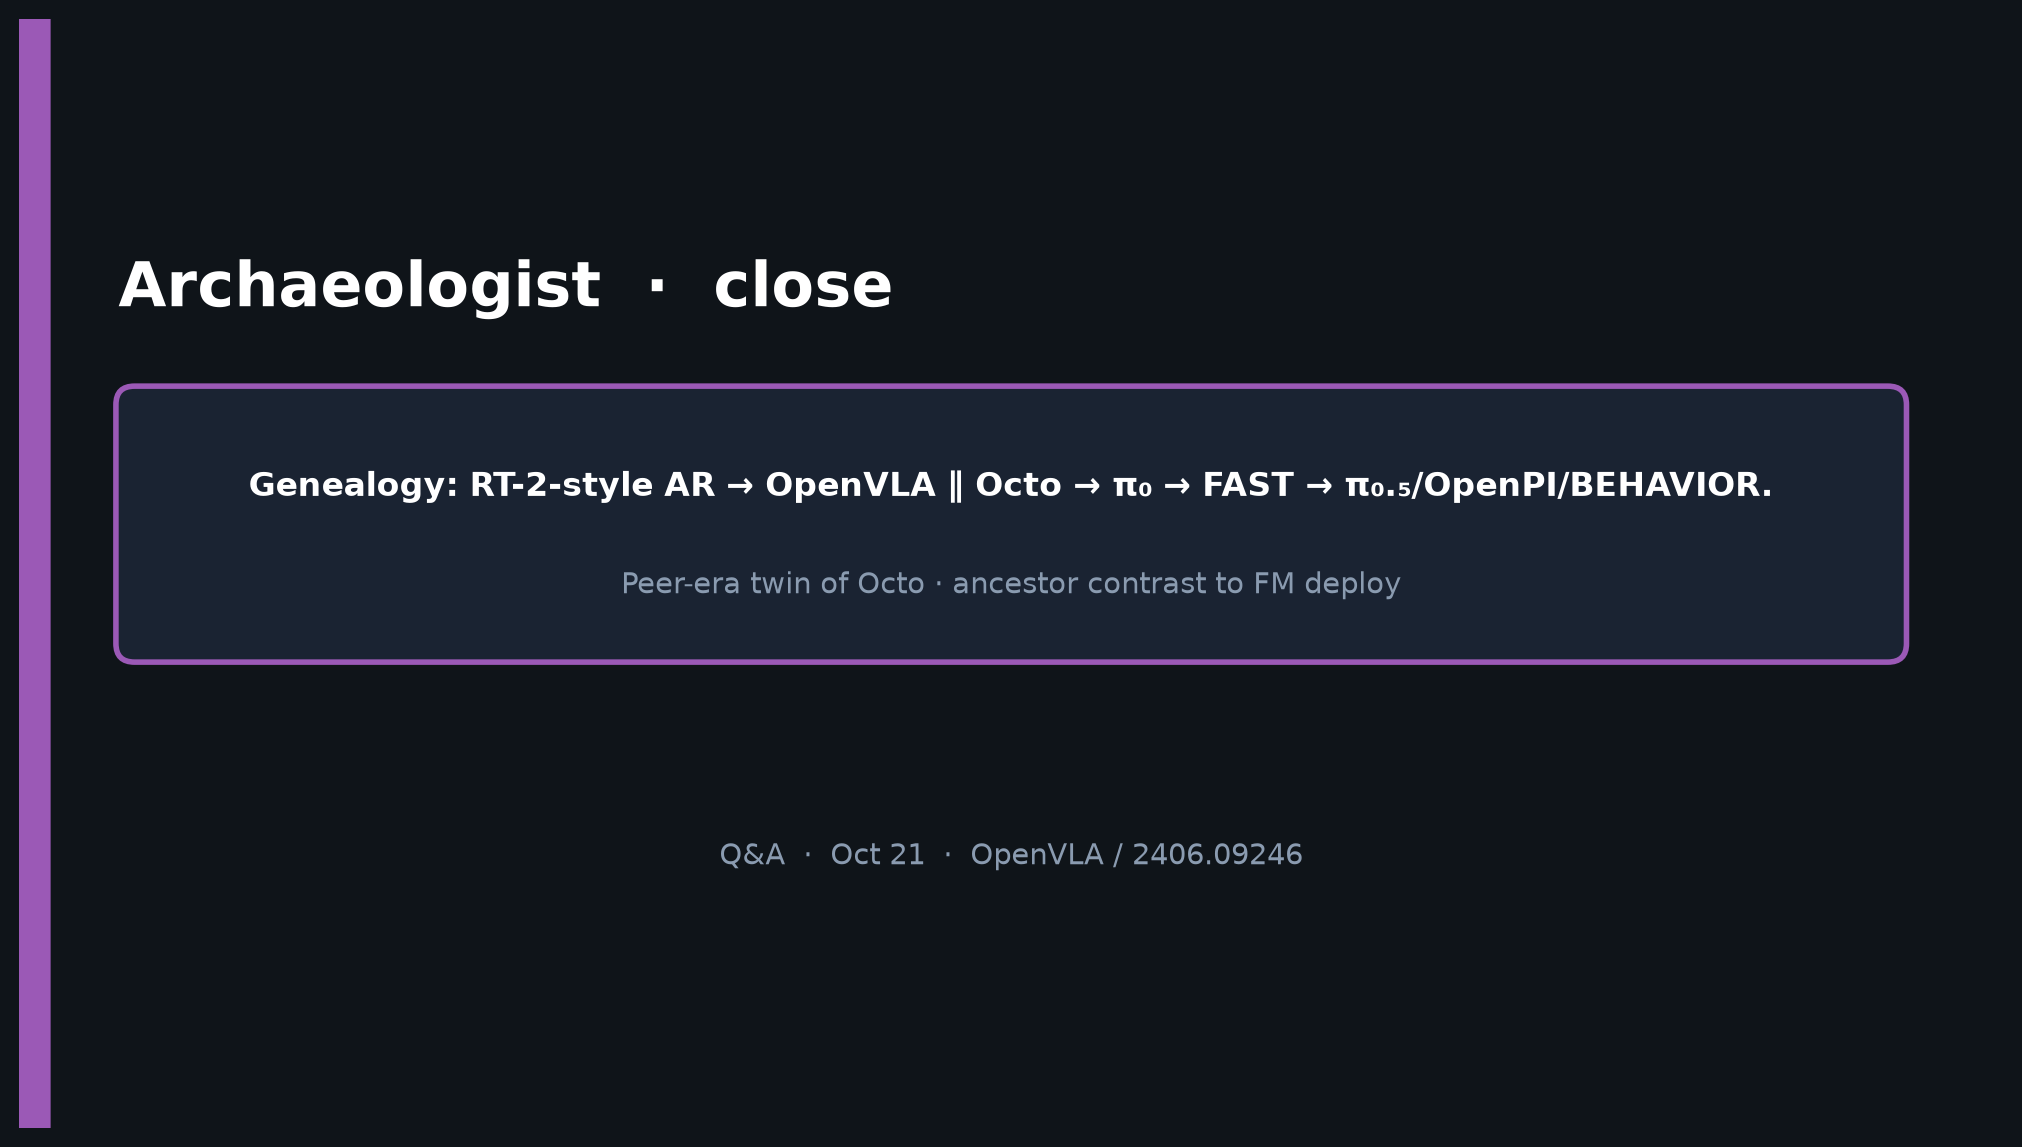 Archaeologist · close
Genealogy: RT-2-style AR → OpenVLA ∥ Octo → π₀ → FAST → π₀.₅/OpenPI/BEHAVIOR.
Peer-era twin of Octo · ancestor contrast to FM deploy
Q&A · Oct 21 · OpenVLA / 2406.09246